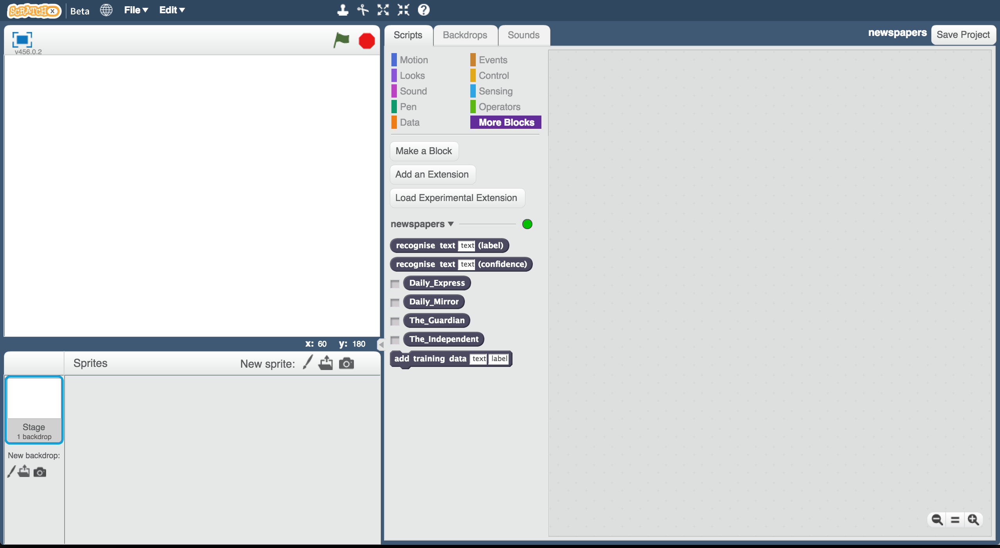 SCRATCHX Beta File Edit
v456.0.2
Scripts Backdrops Sounds
newspapers Save Project
Motion Events
Looks Control
Sound Sensing
Pen Operators
Data More Blocks
Make a Block
Add an Extension
Load Experimental Extension
newspapers
recognise text text (label)
recognise text text (confidence)
Daily_Express
Daily_Mirror
The_Guardian
The_Independent
add training data text label
x: 60 y: 180
Sprites New sprite:
Stage
1 backdrop
New backdrop: